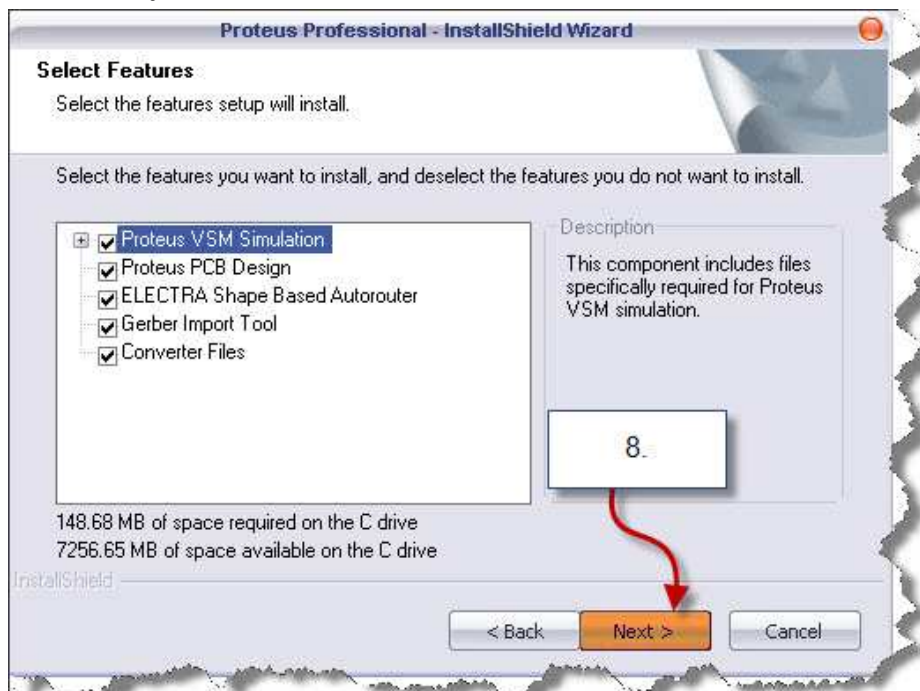 Proteus Professional - InstallShield Wizard
Select Features
Select the features setup will install.
Select the features you want to install, and deselect the features you do not want to install.
Proteus VSM Simulation
Proteus PCB Design
ELECTRA Shape Based Autorouter
Gerber Import Tool
Converter Files
Description
This component includes files
specifically required for Proteus
VSM simulation.
8.
148.68 MB of space required on the C drive
7256.65 MB of space available on the C drive
InstallShield
< Back
Next >
Cancel